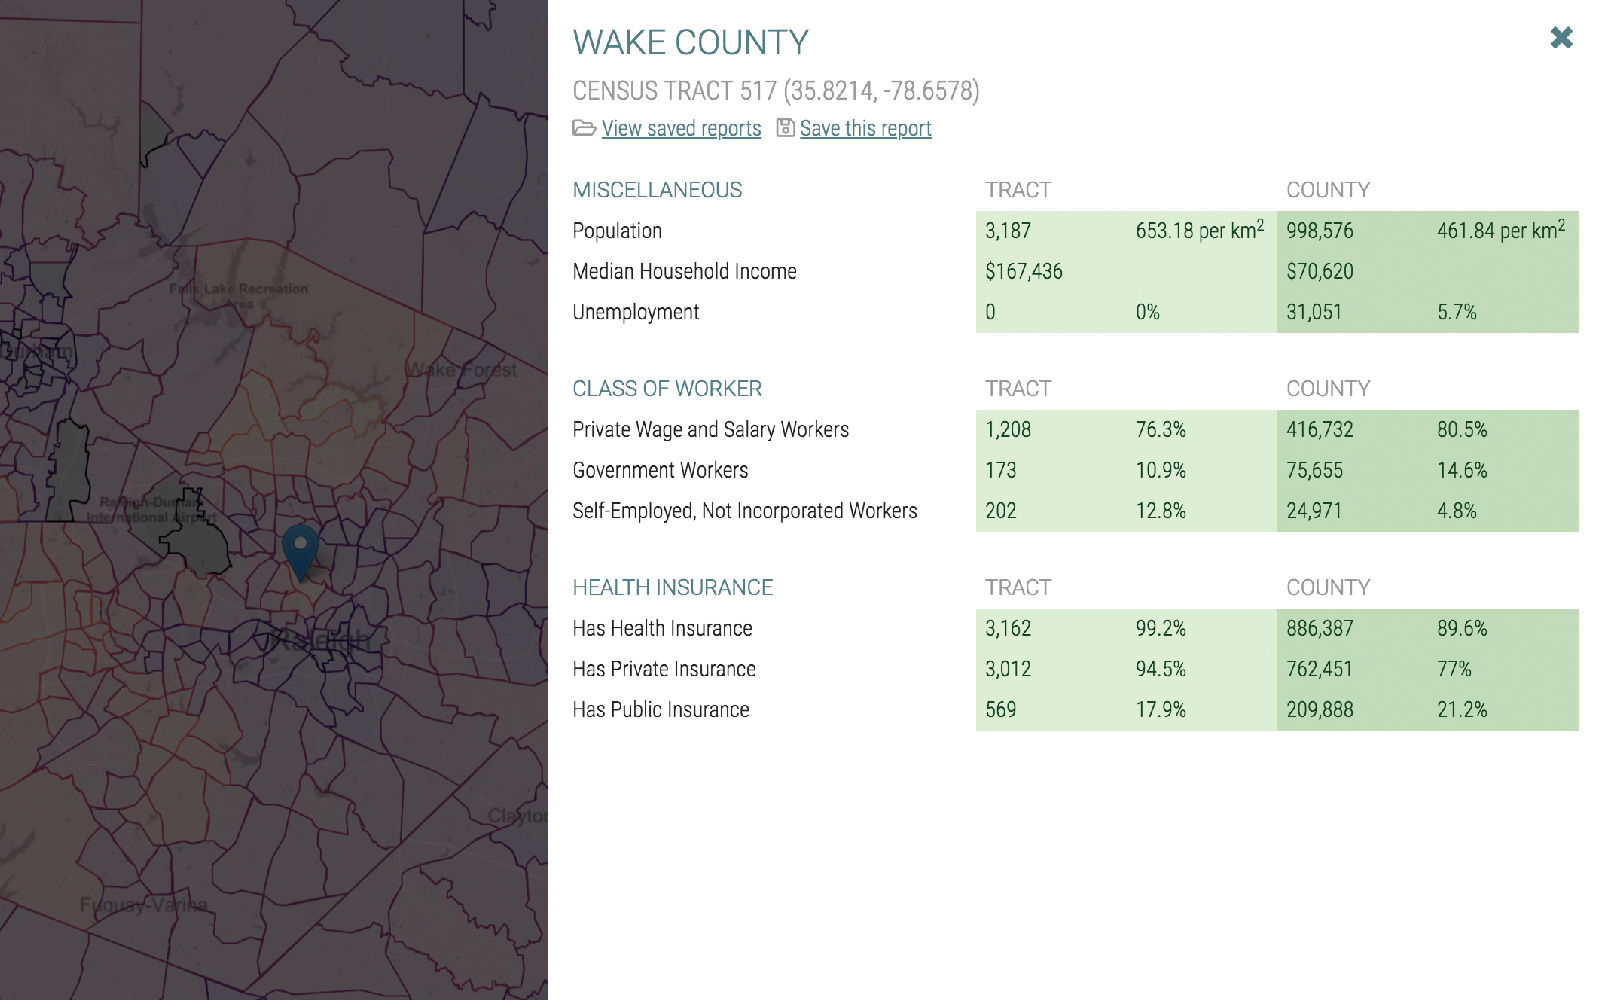 WAKE COUNTY
CENSUS TRACT 517 (35.8214, -78.6578)
View saved reports Save this report
MISCELLANEOUS TRACT COUNTY
Population 3,187 653.18 per km² 998,576 461.84 per km²
Median Household Income $167,436 $70,620
Unemployment 0 0% 31,051 5.7%
CLASS OF WORKER TRACT COUNTY
Private Wage and Salary Workers 1,208 76.3% 416,732 80.5%
Government Workers 173 10.9% 75,655 14.6%
Self-Employed, Not Incorporated Workers 202 12.8% 24,971 4.8%
HEALTH INSURANCE TRACT COUNTY
Has Health Insurance 3,162 99.2% 886,387 89.6%
Has Private Insurance 3,012 94.5% 762,451 77%
Has Public Insurance 569 17.9% 209,888 21.2%
Falls Lake Recreation
Area
Durham
Wake Forest
Raleigh-Durham
International Airport
Raleigh
Clayton
Fuquay-Varina